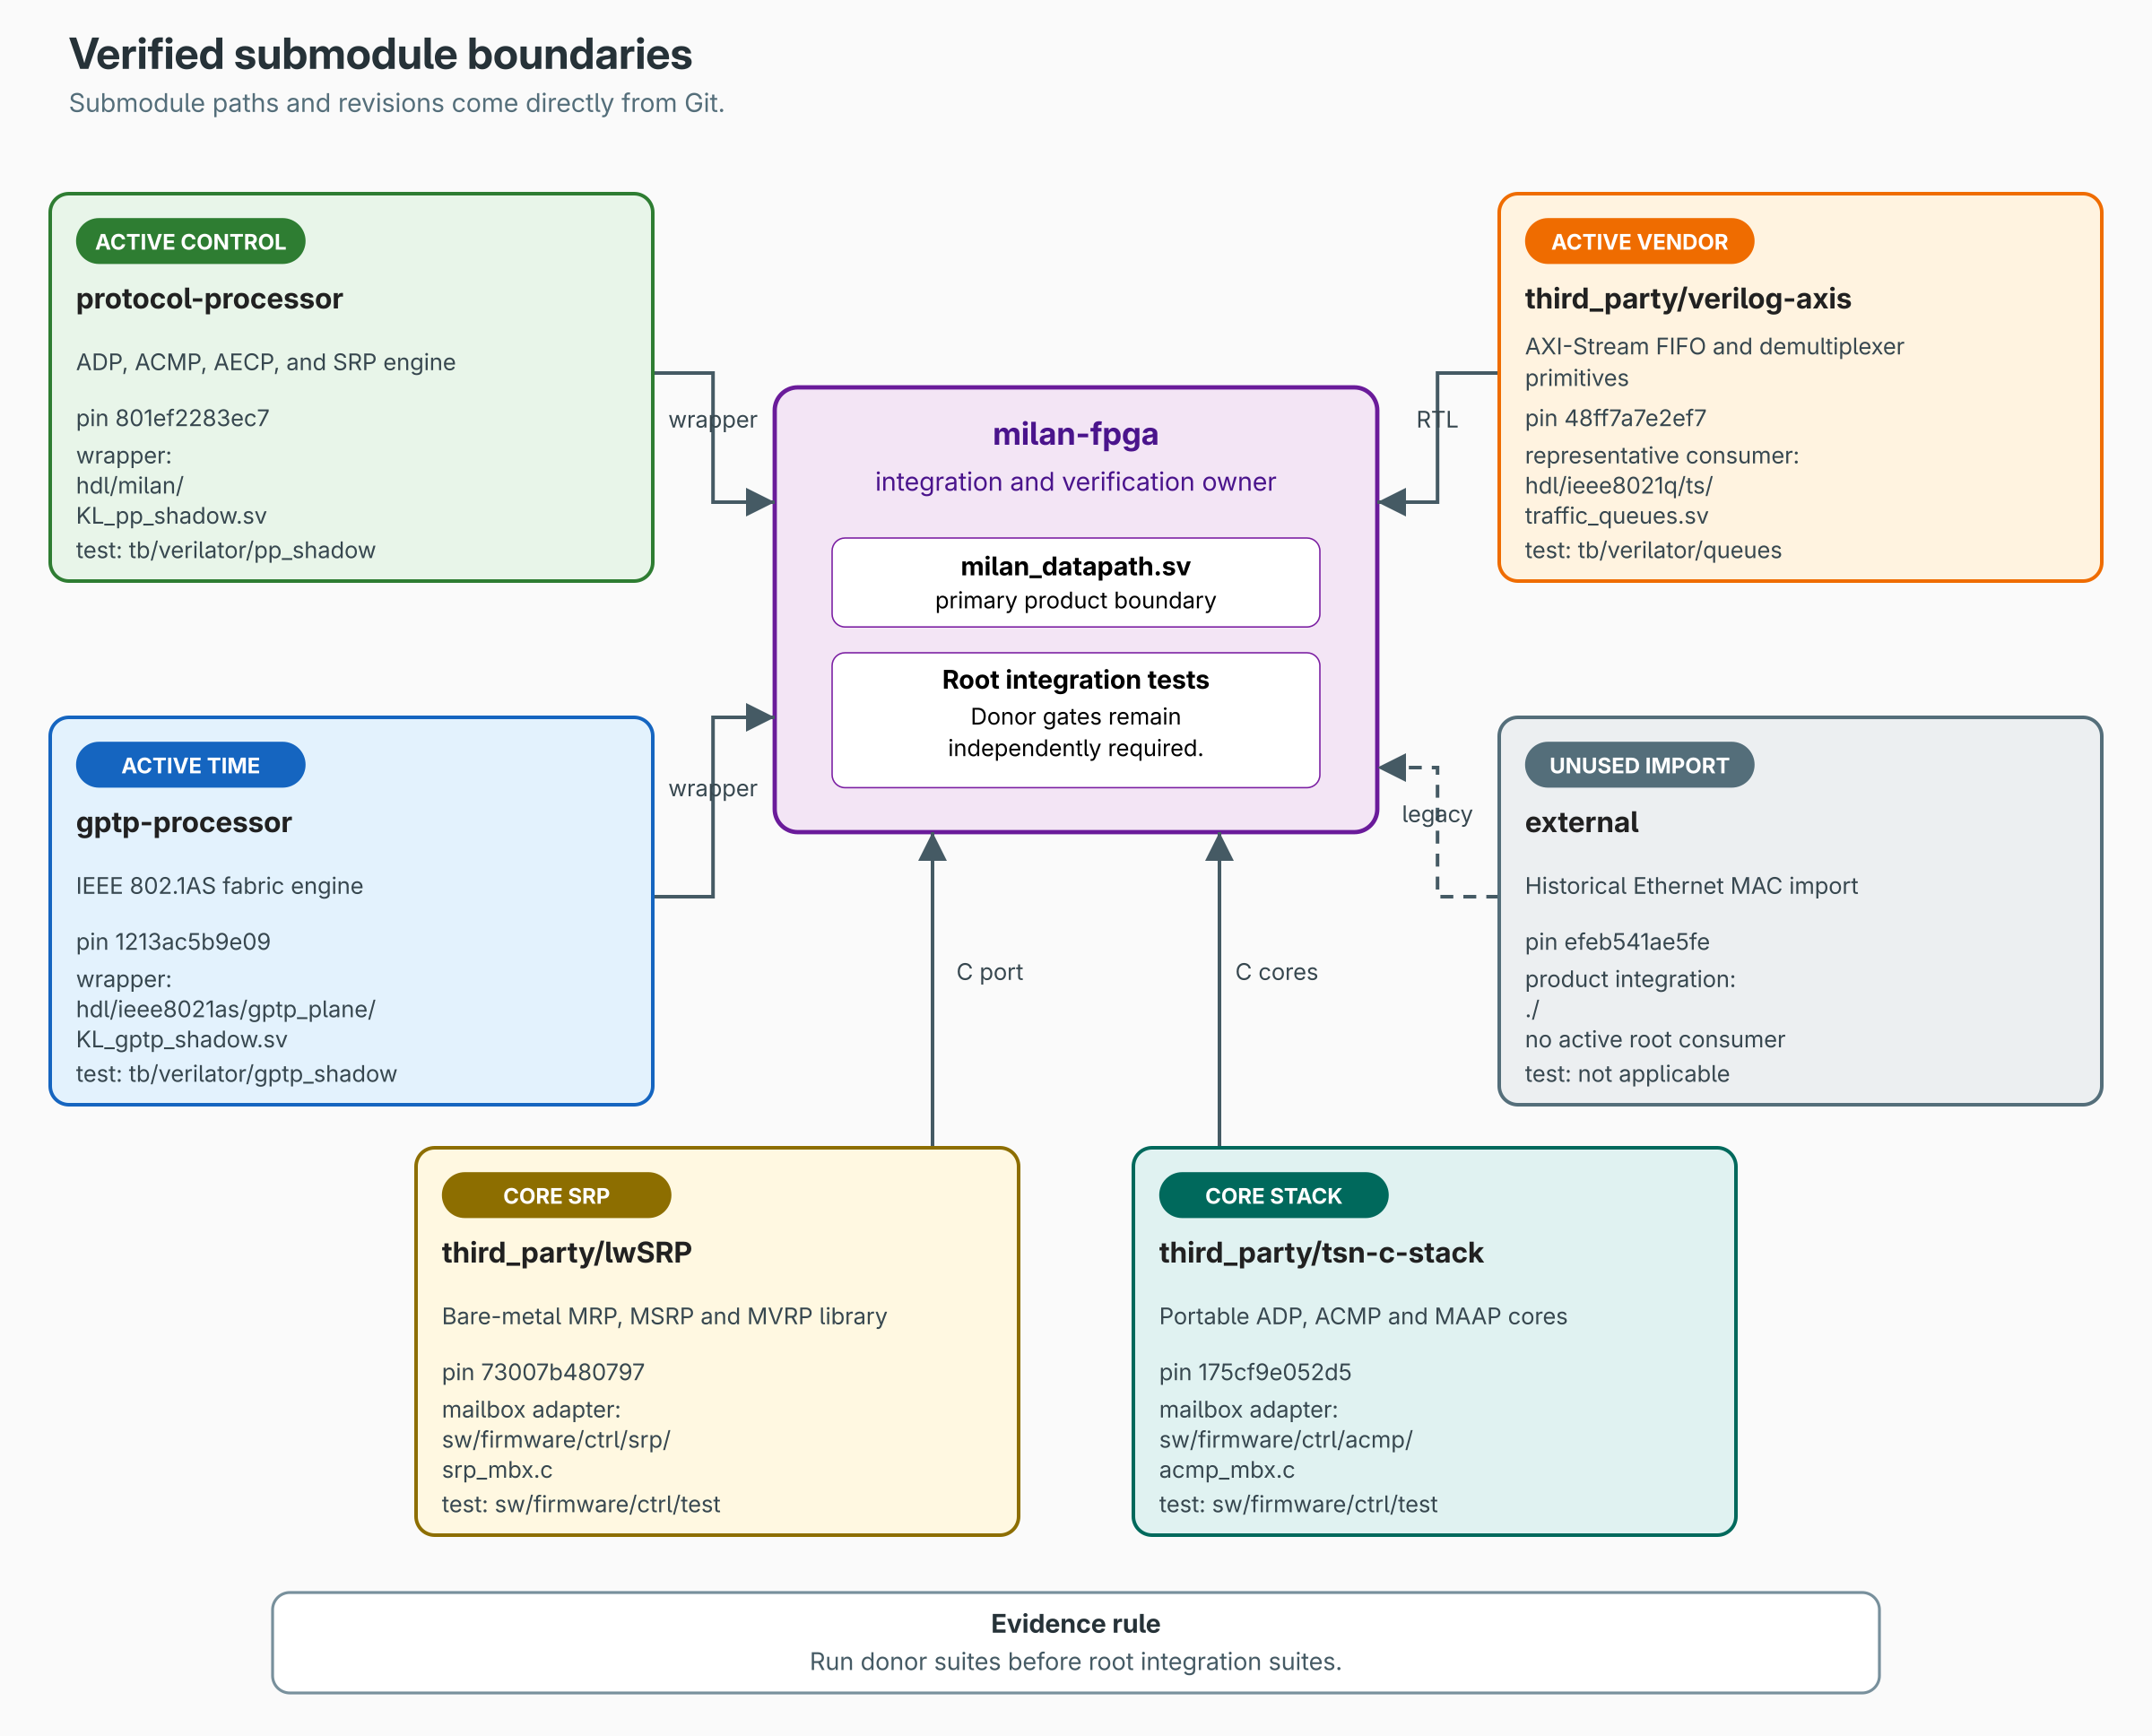 Verified submodule boundaries
Submodule paths and revisions come directly from Git.
ACTIVE CONTROL
protocol-processor
ADP, ACMP, AECP, and SRP engine
pin 801ef2283ec7
wrapper:
hdl/milan/
KL_pp_shadow.sv
test: tb/verilator/pp_shadow
wrapper
milan-fpga
integration and verification owner
milan_datapath.sv
primary product boundary
Root integration tests
Donor gates remain
independently required.
RTL
ACTIVE VENDOR
third_party/verilog-axis
AXI-Stream FIFO and demultiplexer
primitives
pin 48ff7a7e2ef7
representative consumer:
hdl/ieee8021q/ts/
traffic_queues.sv
test: tb/verilator/queues
ACTIVE TIME
gptp-processor
IEEE 802.1AS fabric engine
pin 1213ac5b9e09
wrapper:
hdl/ieee8021as/gptp_plane/
KL_gptp_shadow.sv
test: tb/verilator/gptp_shadow
wrapper
legacy
UNUSED IMPORT
external
Historical Ethernet MAC import
pin efeb541ae5fe
product integration:
./
no active root consumer
test: not applicable
C port
C cores
CORE SRP
third_party/lwSRP
Bare-metal MRP, MSRP and MVRP library
pin 73007b480797
mailbox adapter:
sw/firmware/ctrl/srp/
srp_mbx.c
test: sw/firmware/ctrl/test
CORE STACK
third_party/tsn-c-stack
Portable ADP, ACMP and MAAP cores
pin 175cf9e052d5
mailbox adapter:
sw/firmware/ctrl/acmp/
acmp_mbx.c
test: sw/firmware/ctrl/test
Evidence rule
Run donor suites before root integration suites.